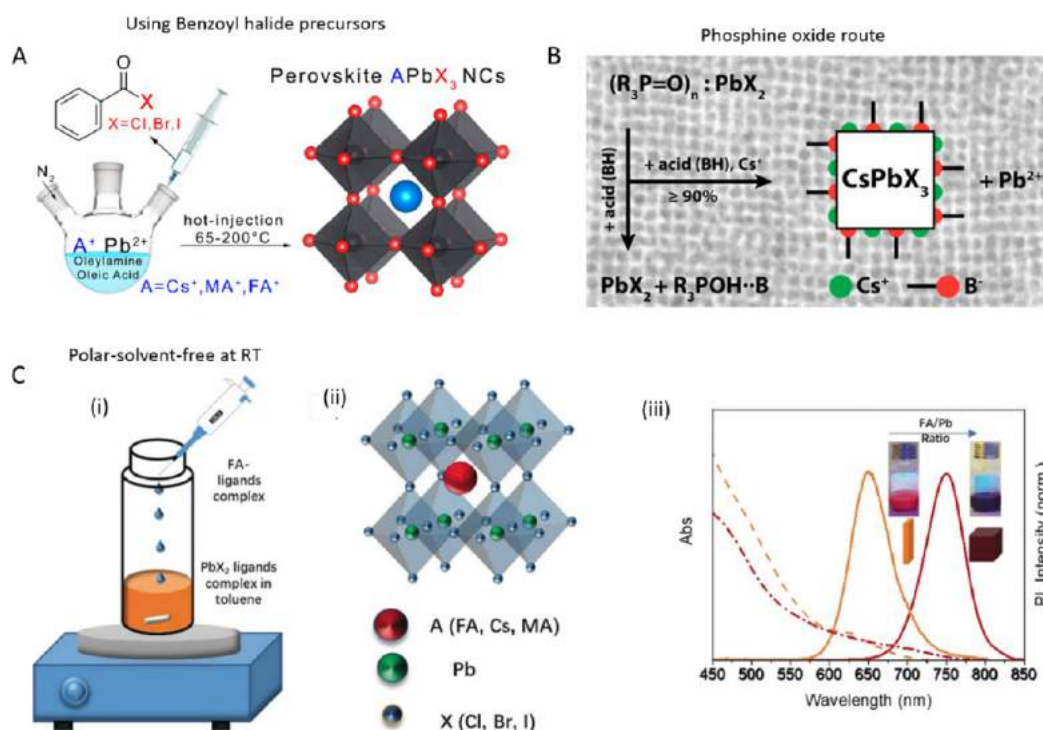 Using Benzoyl halide precursors
A
O
X
X=Cl,Br,I
N₂
A⁺ Pb²⁺
Oleylamine
Oleic Acid
hot-injection
65-200°C
A=Cs⁺,MA⁺,FA⁺
Perovskite APbX₃ NCs
Phosphine oxide route
B
(R₃P=O)ₙ : PbX₂
+ acid (BH)
+ acid (BH), Cs⁺
≥ 90%
CsPbX₃
+ Pb²⁺
PbX₂ + R₃POH··B
Cs⁺
B⁻
Polar-solvent-free at RT
C
(i)
FA-
ligands
complex
PbX₂ ligands
complex in
toluene
(ii)
A (FA, Cs, MA)
Pb
X (Cl, Br, I)
(iii)
FA/Pb
Ratio
Abs
PL Intensity (norm.)
450 500 550 600 650 700 750 800 850
Wavelength (nm)